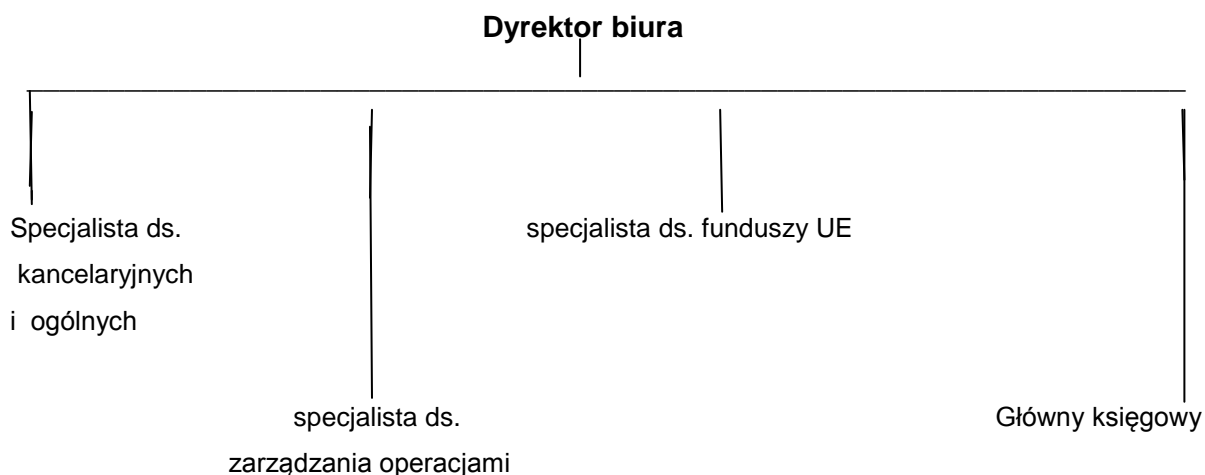 Dyrektor biura
Specjalista ds.
kancelaryjnych
i ogólnych
specjalista ds. funduszy UE
specjalista ds.
zarządzania operacjami
Główny księgowy